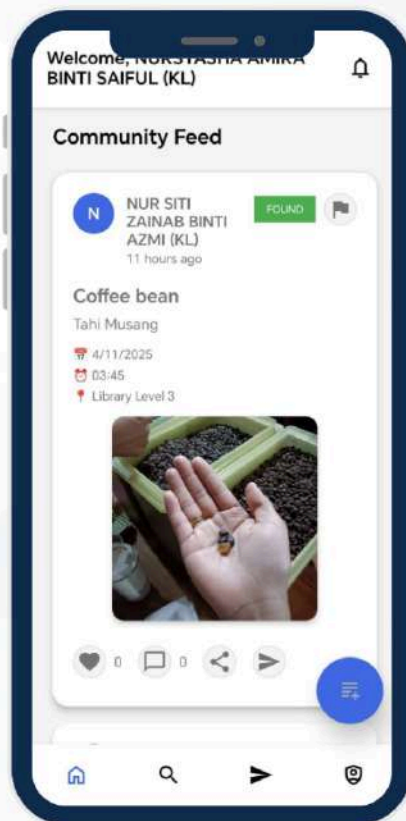 Welcome, NURSYASHA AMIRA
BINTI SAIFUL (KL)
Community Feed
N
NUR SITI
ZAINAB BINTI
AZMI (KL)
FOUND
11 hours ago
Coffee bean
Tahi Musang
4/11/2025
03:45
Library Level 3
0
0